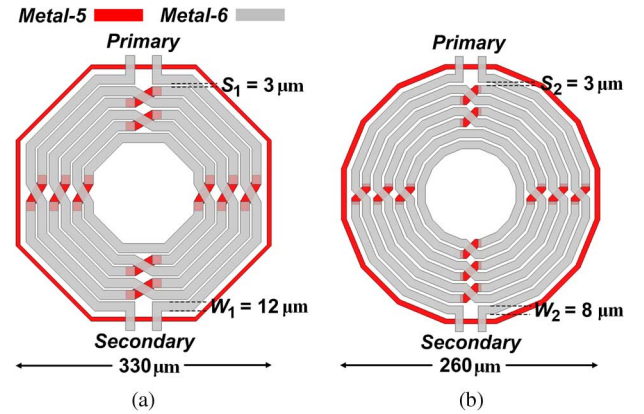 Metal-5 Metal-6
Primary Primary
S1 = 3 μm S2 = 3 μm
W1 = 12 μm W2 = 8 μm
Secondary Secondary
330 μm 260 μm
(a) (b)